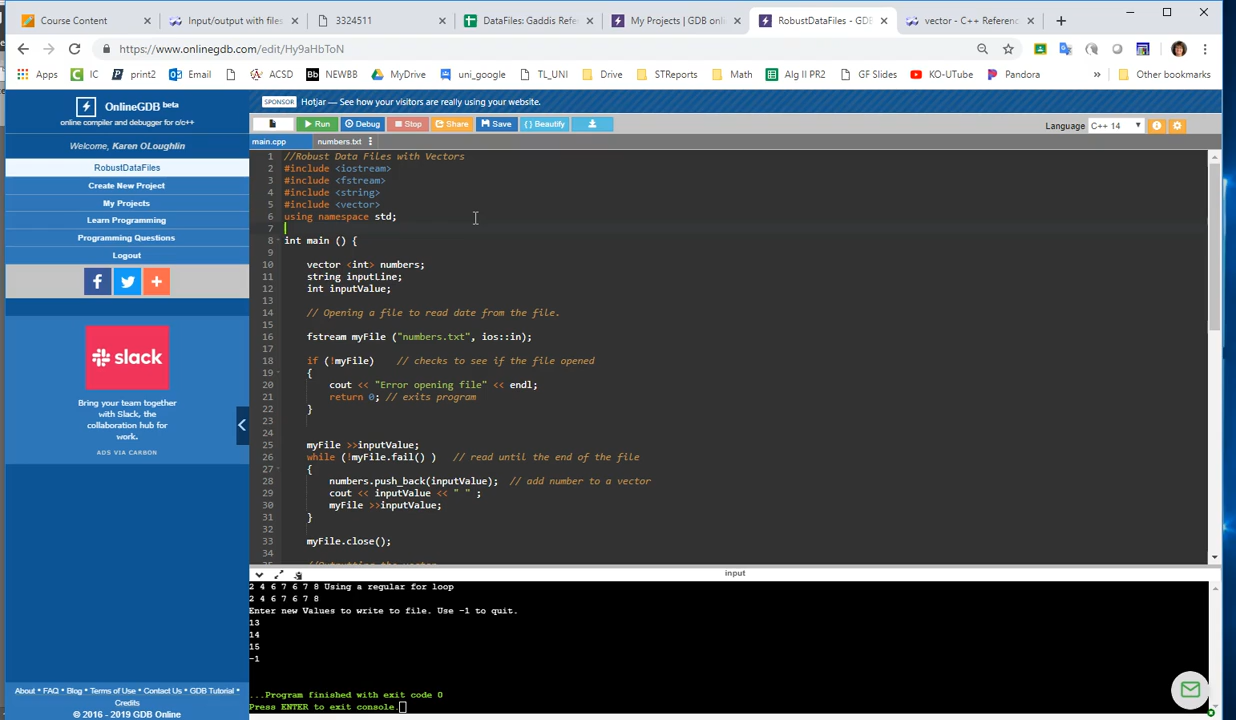 Course Content
Input/output with files
3324511
DataFiles: Gaddis Refe
My Projects | GDB onli
RobustDataFiles - GDB
vector - C++ Referenc
https://www.onlinegdb.com/edit/Hy9aHbToN
Apps
IC
print2
Email
ACSD
Bb NEWBB
MyDrive
uni_google
TL_UNI
Drive
STReports
Math
Alg II PR2
GF Slides
KO-UTube
Pandora
»
Other bookmarks
OnlineGDB beta
online compiler and debugger for c/c++
Welcome, Karen OLoughlin
RobustDataFiles
Create New Project
My Projects
Learn Programming
Programming Questions
Logout
slack
Bring your team together
with Slack, the
collaboration hub for
work.
ADS VIA CARBON
About • FAQ • Blog • Terms of Use • Contact Us • GDB Tutorial •
Credits
© 2016 - 2019 GDB Online
SPONSOR Hotjar — See how your visitors are really using your website.
Run Debug Stop Share Save { } Beautify
Language C++ 14
main.cpp numbers.txt
1 //Robust Data Files with Vectors
2 #include <iostream>
3 #include <fstream>
4 #include <string>
5 #include <vector>
6 using namespace std;
7
8 int main () {
9
10 vector <int> numbers;
11 string inputLine;
12 int inputValue;
13
14 // Opening a file to read date from the file.
15
16 fstream myFile ("numbers.txt", ios::in);
17
18 if (!myFile) // checks to see if the file opened
19 {
20 cout << "Error opening file" << endl;
21 return 0; // exits program
22 }
23
24
25 myFile >>inputValue;
26 while (!myFile.fail() ) // read until the end of the file
27 {
28 numbers.push_back(inputValue); // add number to a vector
29 cout << inputValue << " " ;
30 myFile >>inputValue;
31 }
32
33 myFile.close();
34
//Outputting the vector
input
2 4 6 7 6 7 8 Using a regular for loop
2 4 6 7 6 7 8
Enter new Values to write to file. Use -1 to quit.
13
14
15
-1
...Program finished with exit code 0
Press ENTER to exit console.